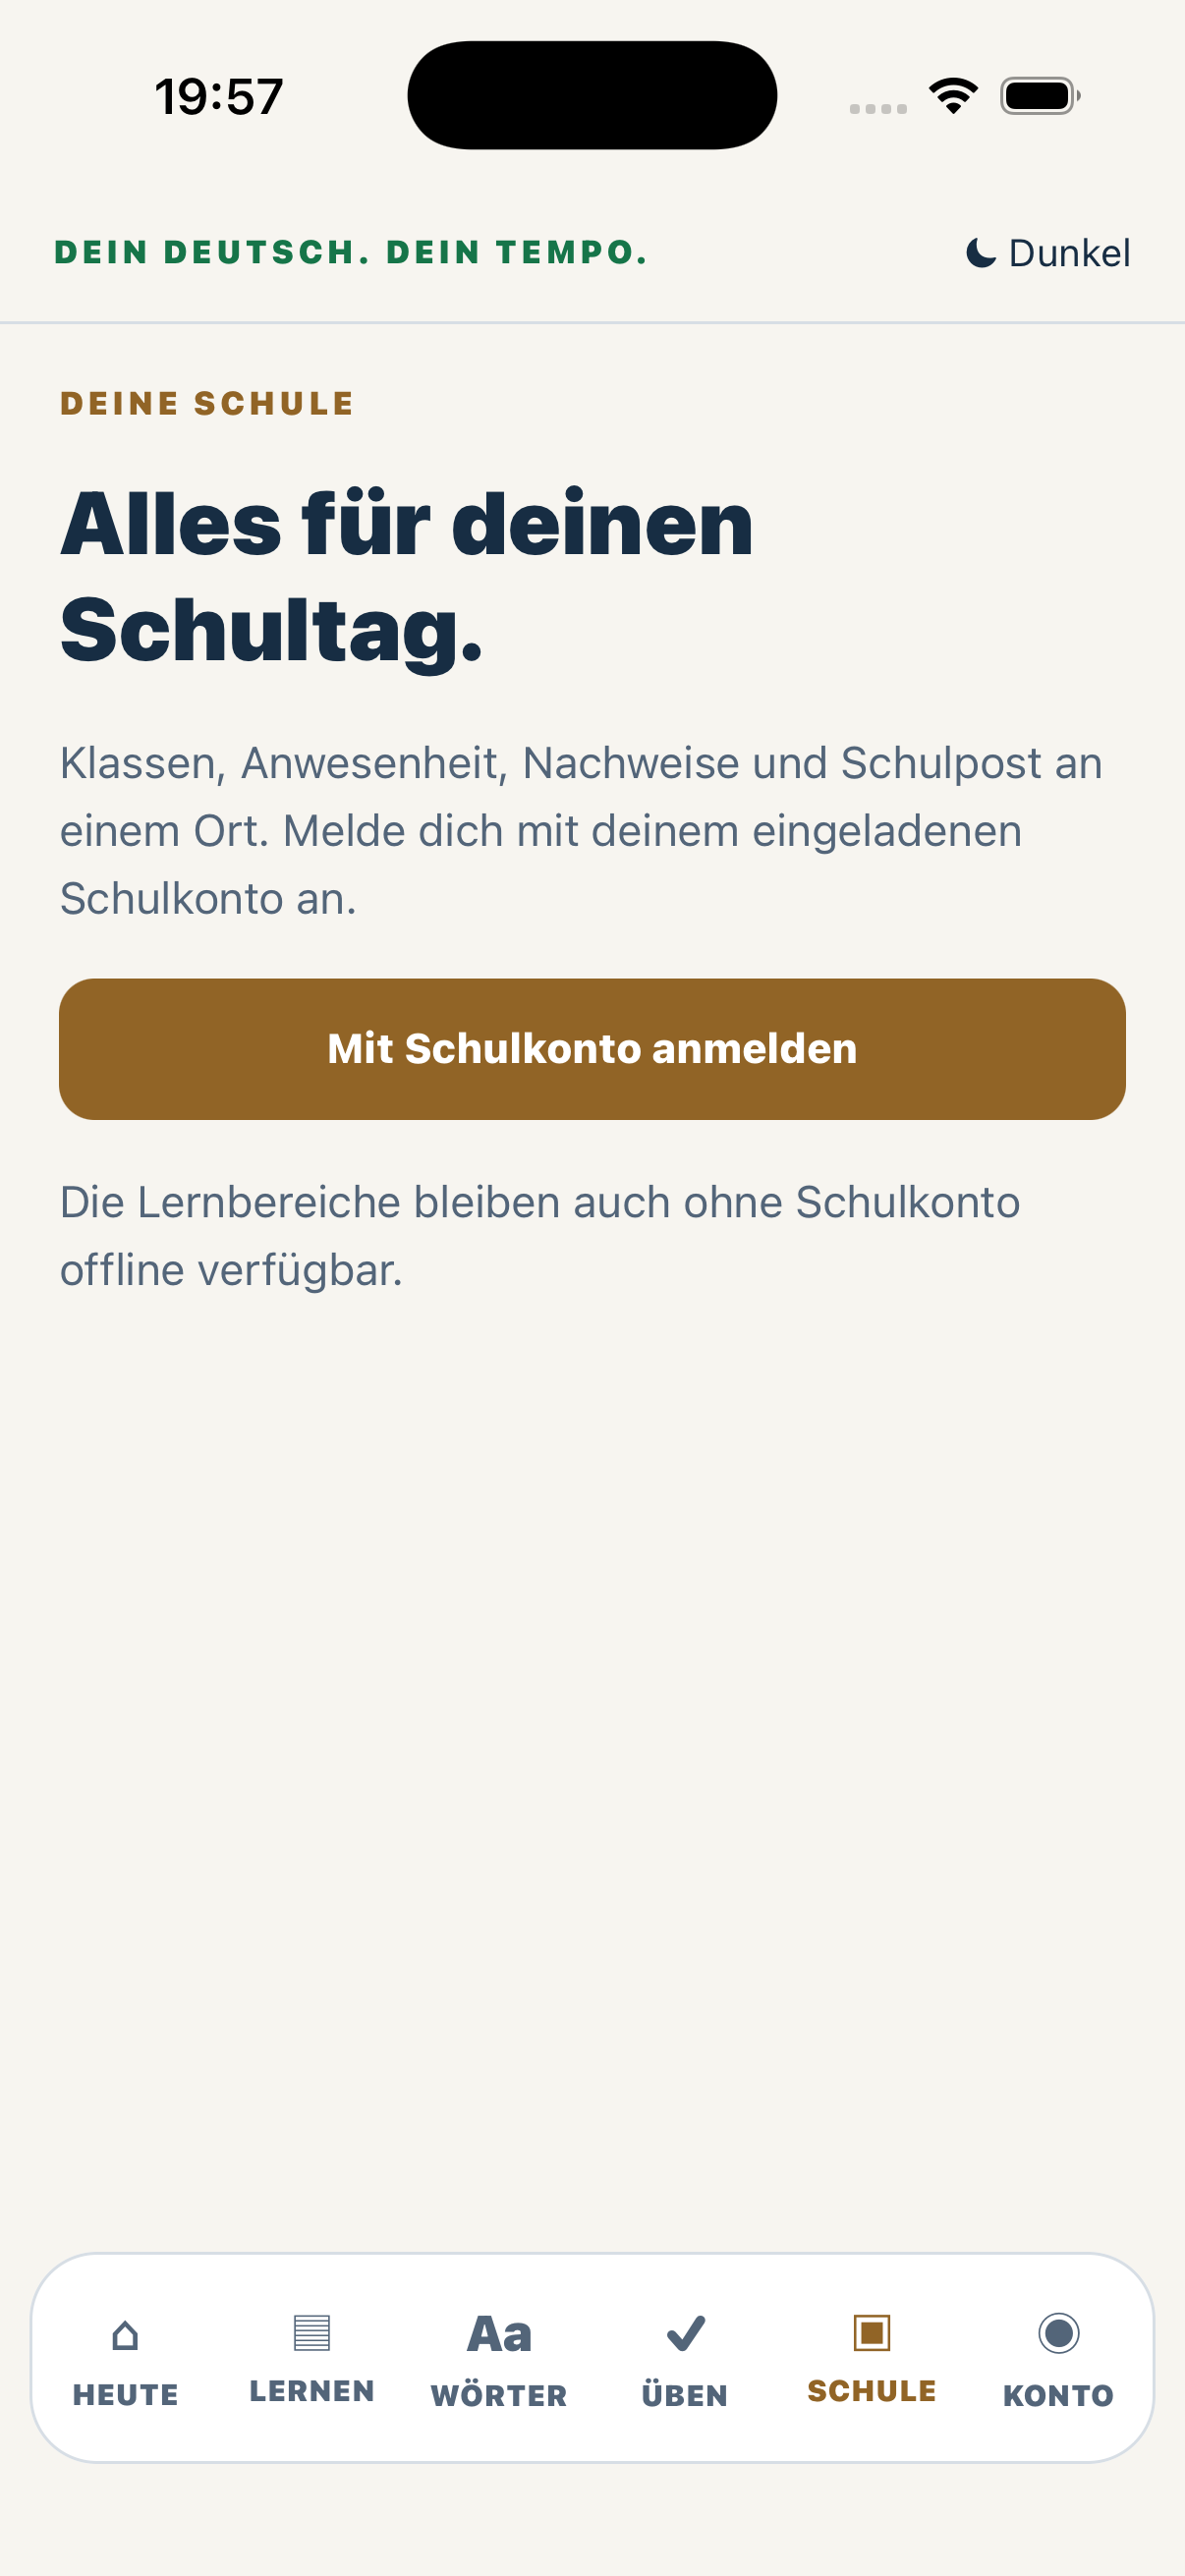 19:57
DEIN DEUTSCH. DEIN TEMPO.
Dunkel
DEINE SCHULE
Alles für deinen
Schultag.
Klassen, Anwesenheit, Nachweise und Schulpost an
einem Ort. Melde dich mit deinem eingeladenen
Schulkonto an.
Mit Schulkonto anmelden
Die Lernbereiche bleiben auch ohne Schulkonto
offline verfügbar.
Aa
HEUTE
LERNEN
WÖRTER
ÜBEN
SCHULE
KONTO